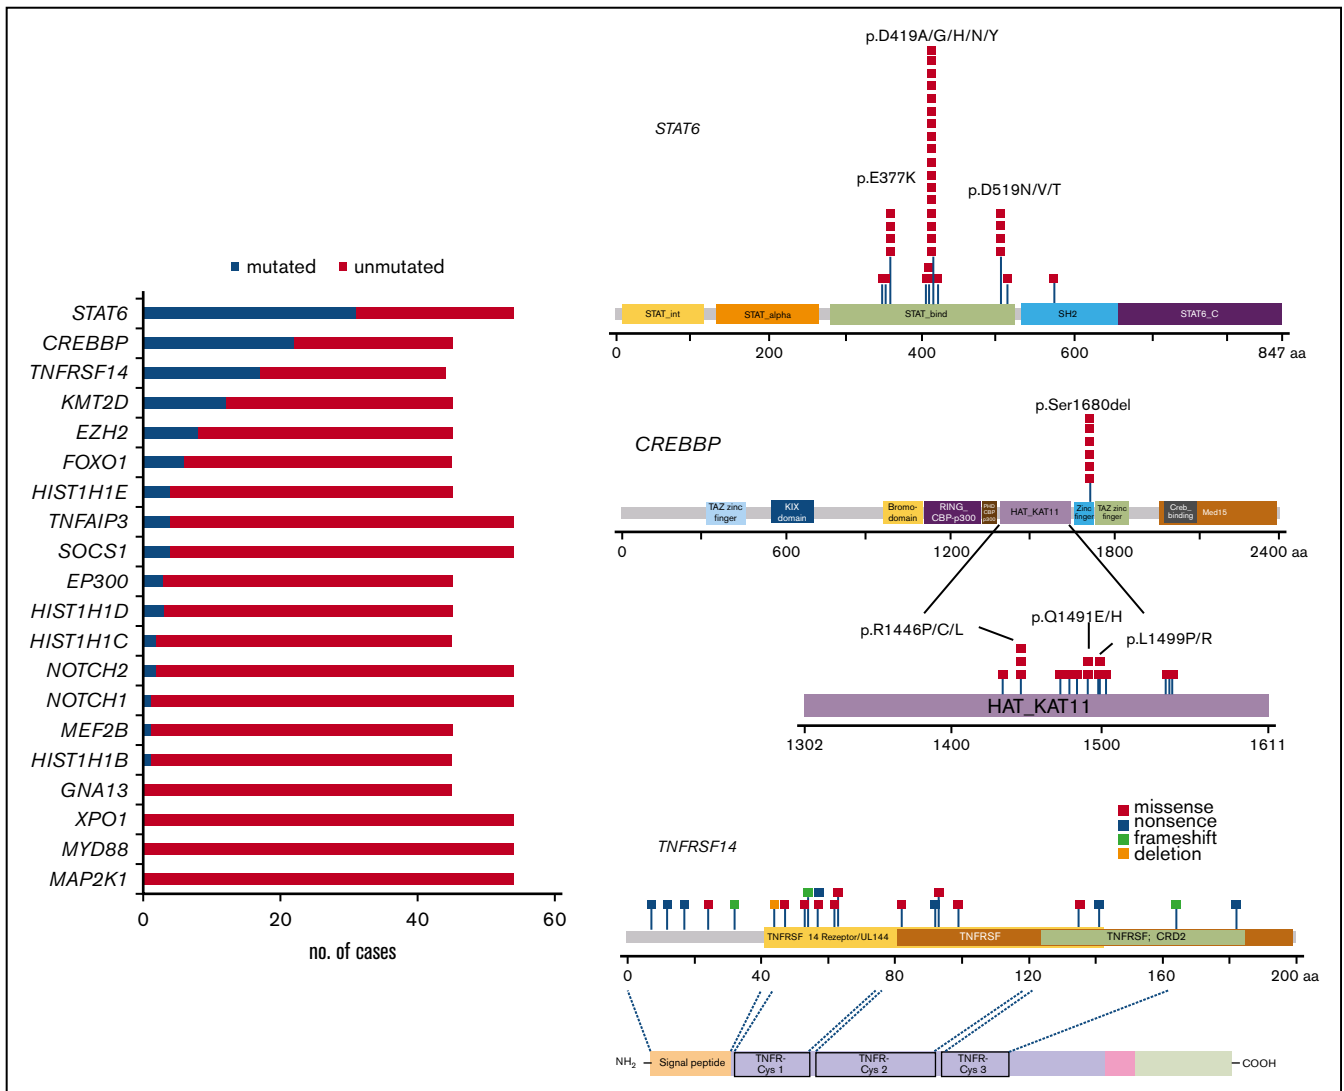 mutated unmutated
STAT6
CREBBP
TNFRSF14
KMT2D
EZH2
FOXO1
HIST1H1E
TNFAIP3
SOCS1
EP300
HIST1H1D
HIST1H1C
NOTCH2
NOTCH1
MEF2B
HIST1H1B
GNA13
XPO1
MYD88
MAP2K1
0 20 40 60
no. of cases
p.D419A/G/H/N/Y
STAT6
p.E377K
p.D519N/V/T
STAT_int STAT_alpha STAT_bind SH2 STAT6_C
0 200 400 600 847 aa
p.Ser1680del
CREBBP
TAZ zinc
finger
KIX
domain
Bromo-
domain
RING_
CBP-p300
PHD
CBP
p300
HAT_KAT11
Zinc
finger
TAZ zinc
finger
Creb_
binding
Med15
0 600 1200 1800 2400 aa
p.R1446P/C/L
p.Q1491E/H
p.L1499P/R
HAT_KAT11
1302 1400 1500 1611
missense
nonsence
frameshift
deletion
TNFRSF14
TNFRSF 14 Rezeptor/UL144 TNFRSF TNFRSF; CRD2
0 40 80 120 160 200 aa
NH2 Signal peptide
TNFR-
Cys 1
TNFR-
Cys 2
TNFR-
Cys 3
COOH